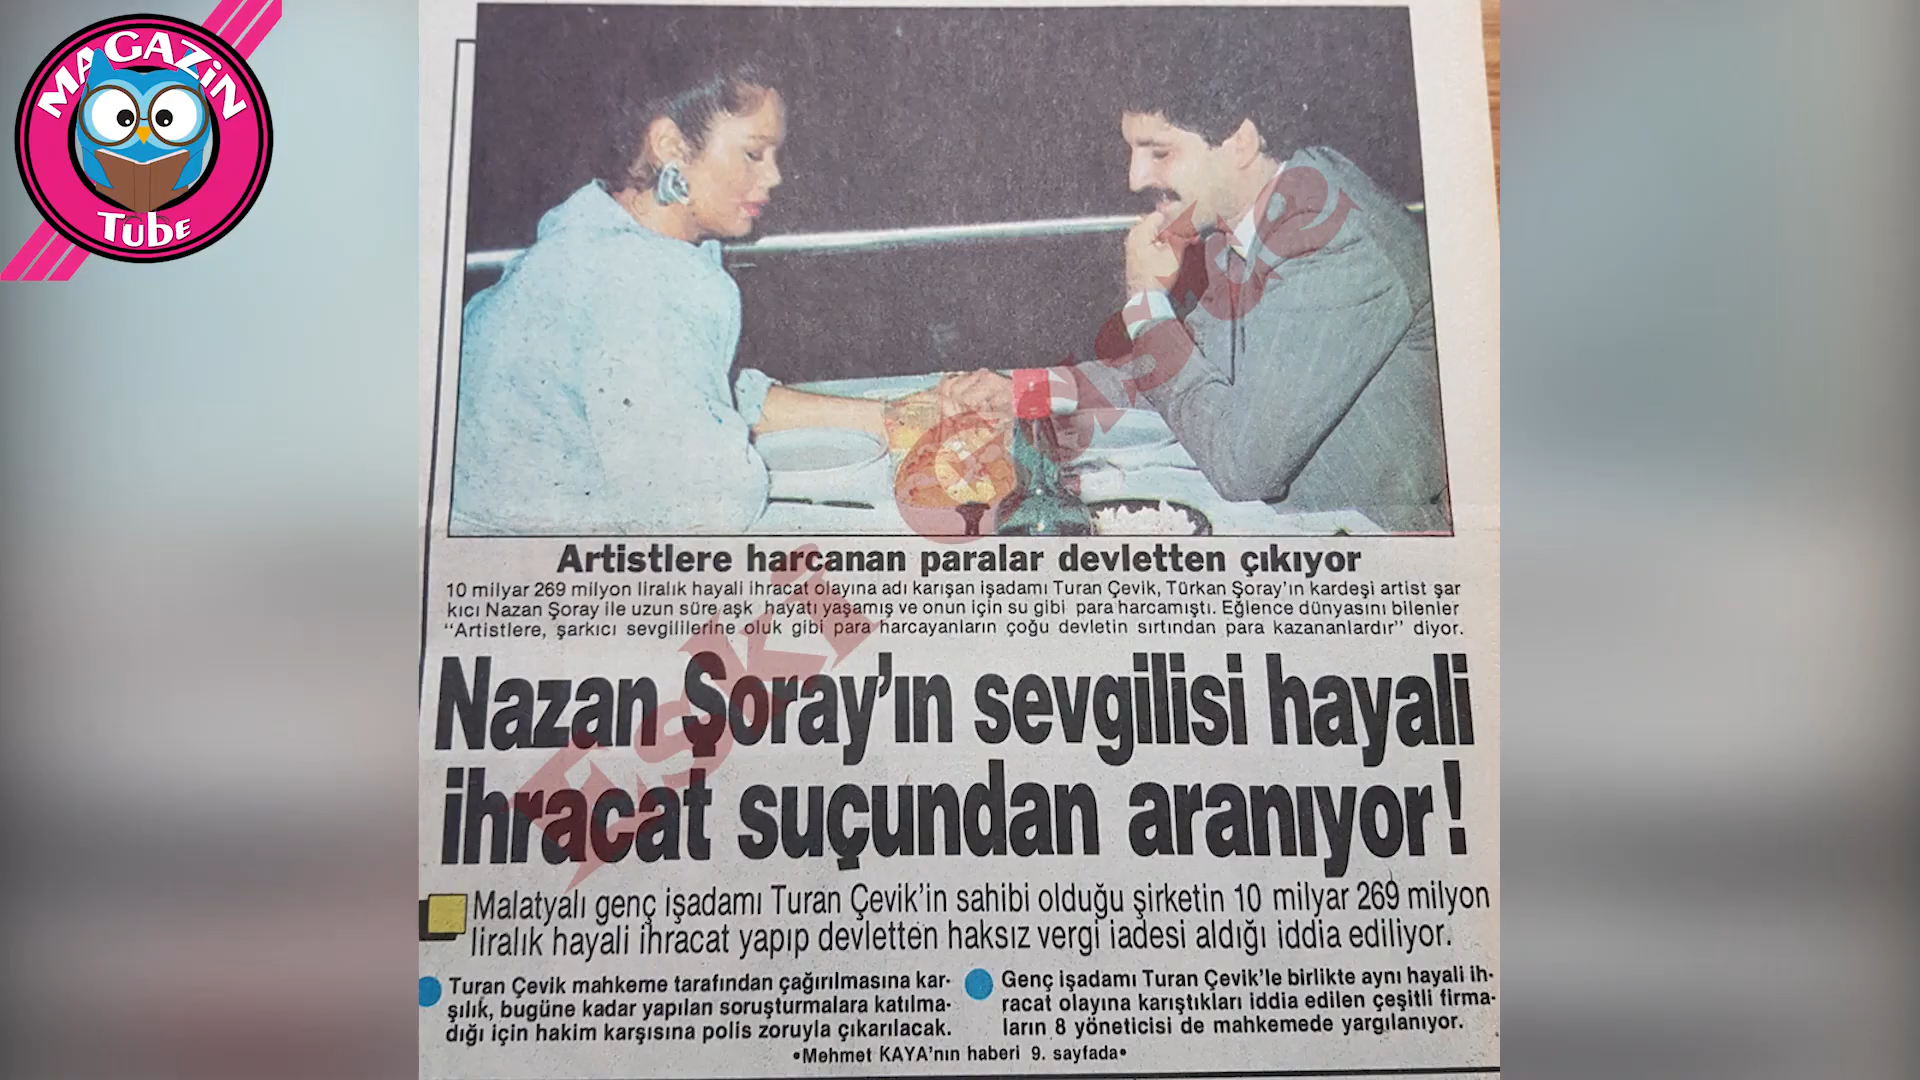 MAGAZiN
TUBE
Artistlere harcanan paralar devletten çıkıyor
10 milyar 269 milyon liralık hayali ihracat olayına adı karışan işadamı Turan Çevik, Türkan Şoray'ın kardeşi artist şar
kıcı Nazan Şoray ile uzun süre aşk hayatı yaşamış ve onun için su gibi para harcamıştı. Eğlence dünyasını bilenler
"Artistlere, şarkıcı sevgililerine oluk gibi para harcayanların çoğu devletin sırtından para kazananlardır" diyor.
Nazan Şoray'ın sevgilisi hayali
ihracat suçundan aranıyor!
Malatyalı genç işadamı Turan Çevik'in sahibi olduğu şirketin 10 milyar 269 milyon
liralık hayali ihracat yapıp devletten haksız vergi iadesi aldığı iddia ediliyor.
Turan Çevik mahkeme tarafından çağırılmasına kar-
şılık, bugüne kadar yapılan soruşturmalara katılma-
dığı için hakim karşısına polis zoruyla çıkarılacak.
Genç işadamı Turan Çevik'le birlikte aynı hayali ih-
racat olayına karıştıkları iddia edilen çeşitli firma-
ların 8 yöneticisi de mahkemede yargılanıyor.
•Mehmet KAYA'nın haberi 9. sayfada•
Eski Gaste